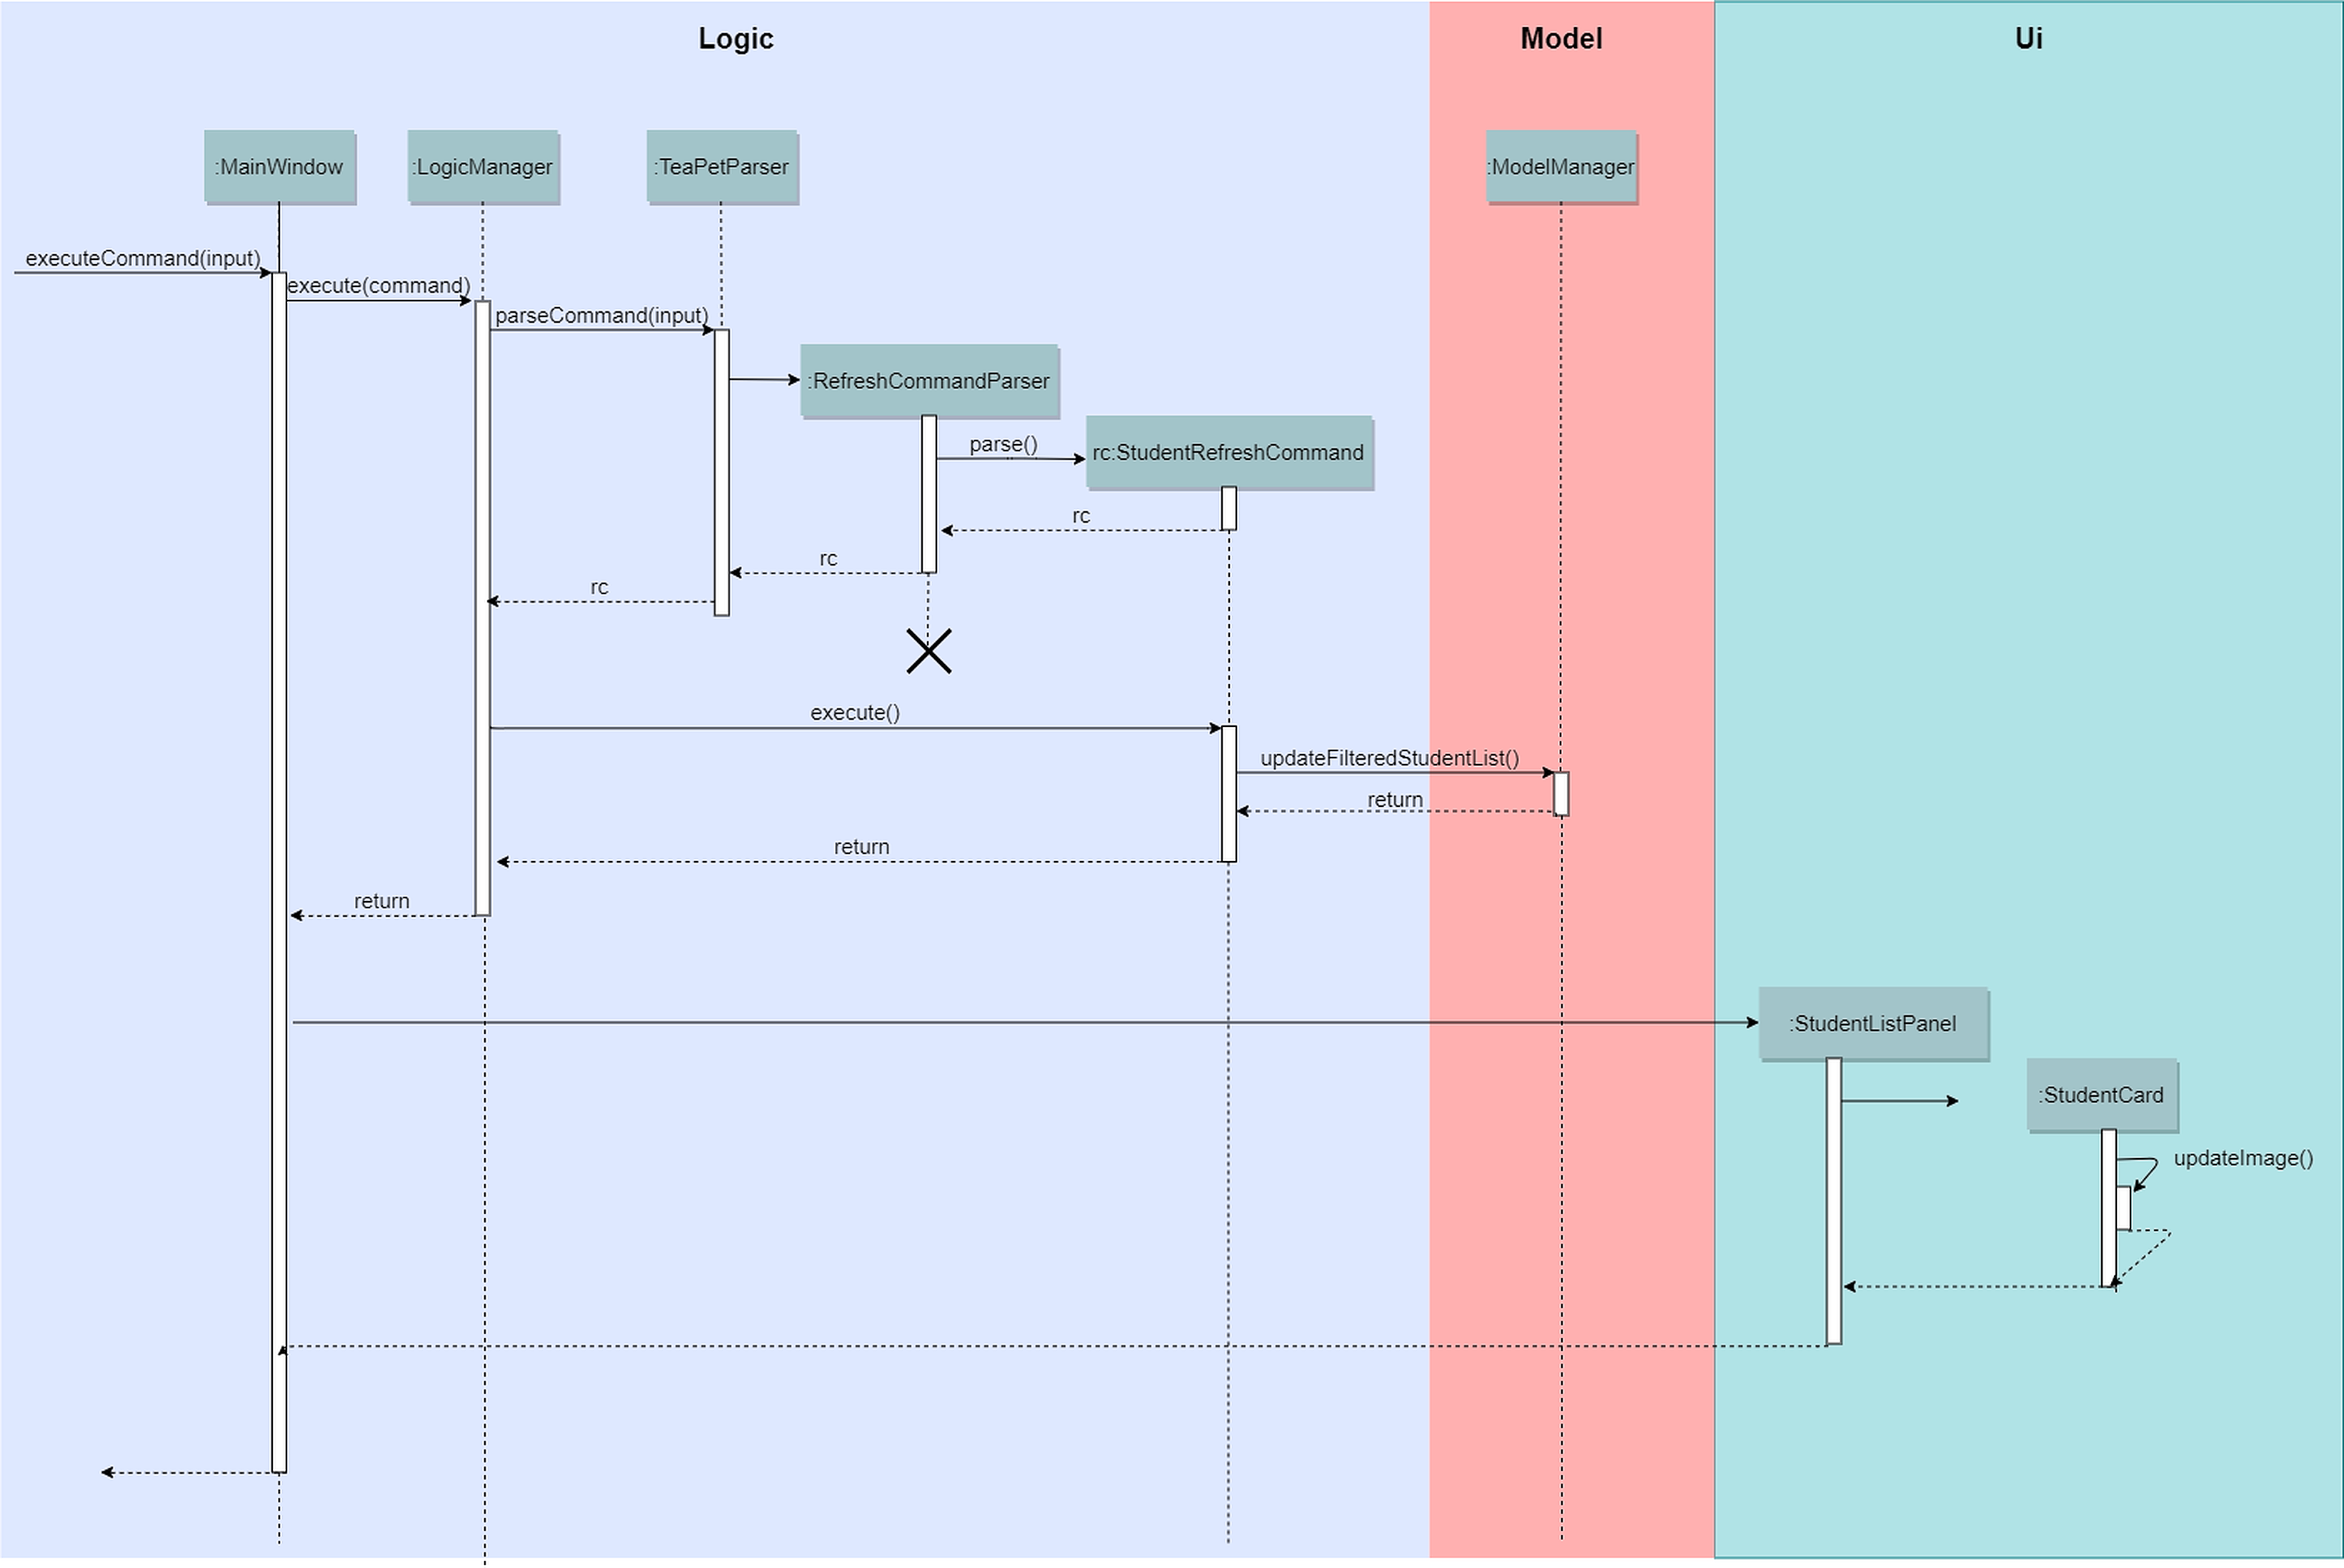 Logic
Model
Ui
:MainWindow
:LogicManager
:TeaPetParser
:ModelManager
executeCommand(input)
execute(command)
parseCommand(input)
:RefreshCommandParser
parse()
rc:StudentRefreshCommand
rc
rc
rc
execute()
updateFilteredStudentList()
return
return
return
:StudentListPanel
:StudentCard
updateImage()